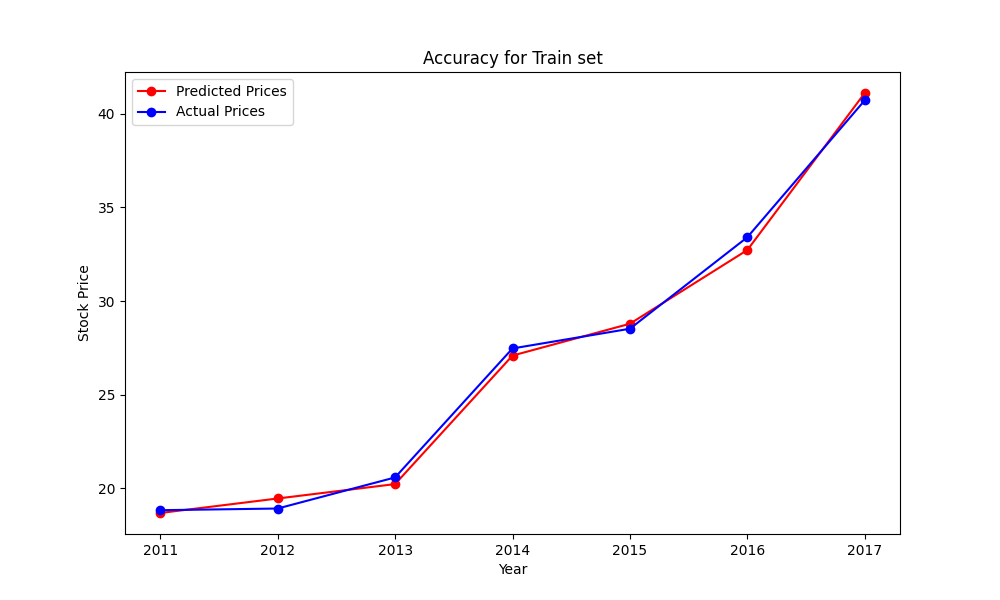 Accuracy for Train set
Predicted Prices
Actual Prices
40
35
30
25
20
Stock Price
2011 2012 2013 2014 2015 2016 2017
Year